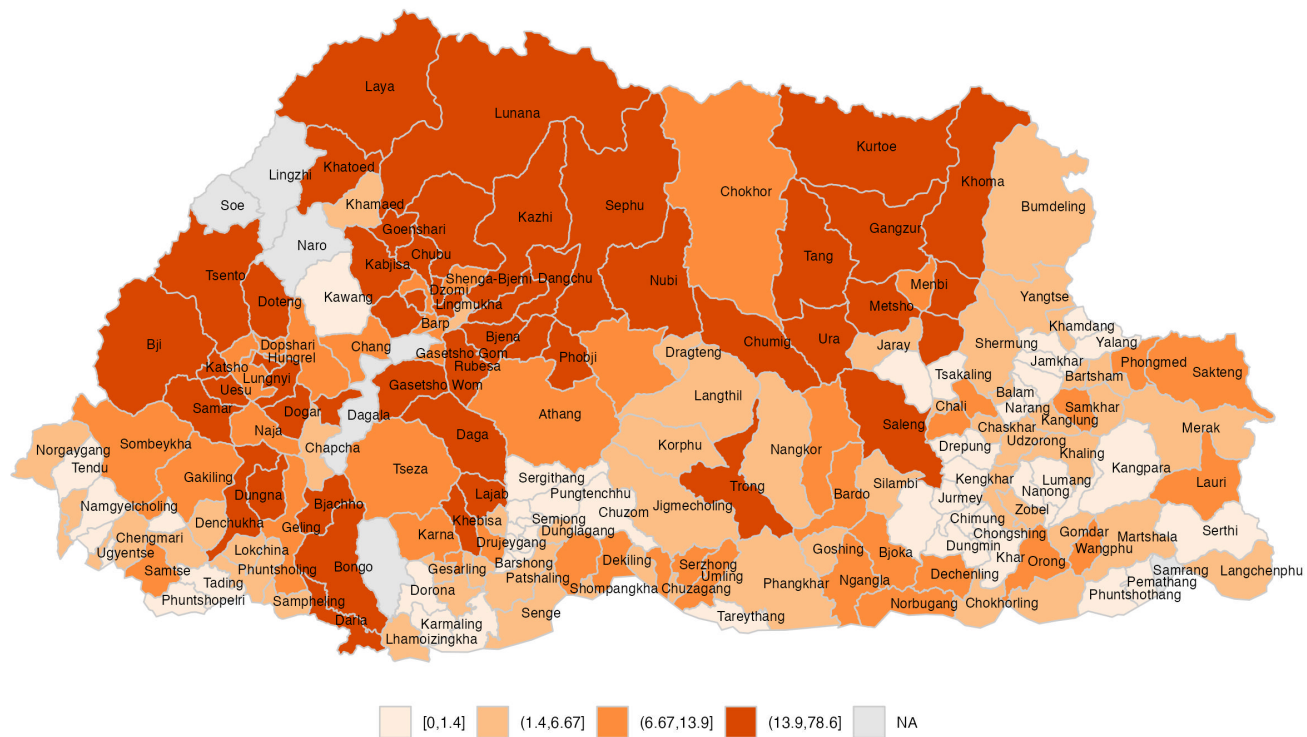 Laya
Lunana
Kurtoe
Khatoed
Lingzhi
Khoma
Chokhor
Soe
Khamaed
Sephu
Bumdeling
Kazhi
Goenshari
Gangzur
Naro
Chubu
Tang
Kabjisa
Tsento
Shenga-Bjemi
Dangchu
Nubi
Menbi
Dzomi
Kawang
Yangtse
Doteng
Lingmukha
Metsho
Barp
Khamdang
Bjena
Ura
Chumig
Yalang
Bji
Dopshari
Chang
Jaray
Shermung
Gasetsho Gom
Dragteng
Hungrel
Phobji
Jamkhar
Phongmed
Katsho
Rubesa
Tsakaling
Sakteng
Lungnyi
Bartsham
Uesu
Gasetsho Wom
Balam
Langthil
Samar
Dogar
Dagala
Athang
Chali
Narang
Samkhar
Kanglung
Saleng
Chaskhar
Merak
Naja
Daga
Udzorong
Sombeykha
Chapcha
Korphu
Nangkor
Drepung
Norgaygang
Khaling
Tendu
Tseza
Kangpara
Gakiling
Sergithang
Kengkhar
Lumang
Silambi
Lauri
Trong
Dungna
Lajab
Pungtenchhu
Bardo
Nanong
Jurmey
Namgyelcholing
Bjachho
Jigmecholing
Zobel
Chuzom
Denchukha
Khebisa
Semjong
Chimung
Geling
Dunglagang
Serthi
Chengmari
Karna
Chongshing
Gomdar
Martshala
Drujeygang
Dungmin
Lokchina
Goshing
Bjoka
Wangphu
Ugyentse
Khar
Dekiling
Orong
Barshong
Serzhong
Bongo
Gesarling
Samtse
Phuntsholing
Samrang
Langchenphu
Dechenling
Umling
Patshaling
Tading
Nganglа
Phangkhar
Pemathang
Shompangkha
Chuzagang
Dorona
Phuntshothang
Phuntshopelri
Sampheling
Norbugang
Chokhorling
Senge
Tareythang
Darla
Karmaling
Lhamoizingkha
[0,1.4]
(1.4,6.67]
(6.67,13.9]
(13.9,78.6]
NA